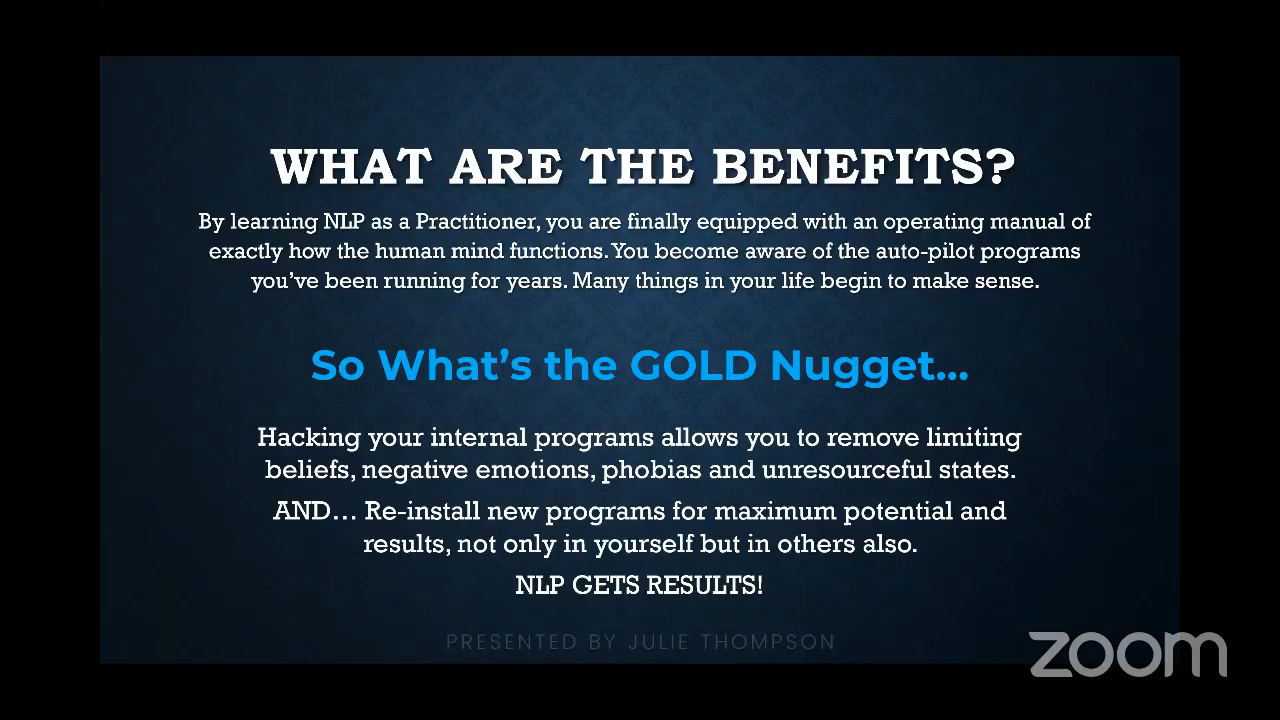 WHAT ARE THE BENEFITS?
By learning NLP as a Practitioner, you are finally equipped with an operating manual of
exactly how the human mind functions. You become aware of the auto-pilot programs
you've been running for years. Many things in your life begin to make sense.
So What's the GOLD Nugget...
Hacking your internal programs allows you to remove limiting
beliefs, negative emotions, phobias and unresourceful states.
AND... Re-install new programs for maximum potential and
results, not only in yourself but in others also.
NLP GETS RESULTS!
PRESENTED BY JULIE THOMPSON
zoom